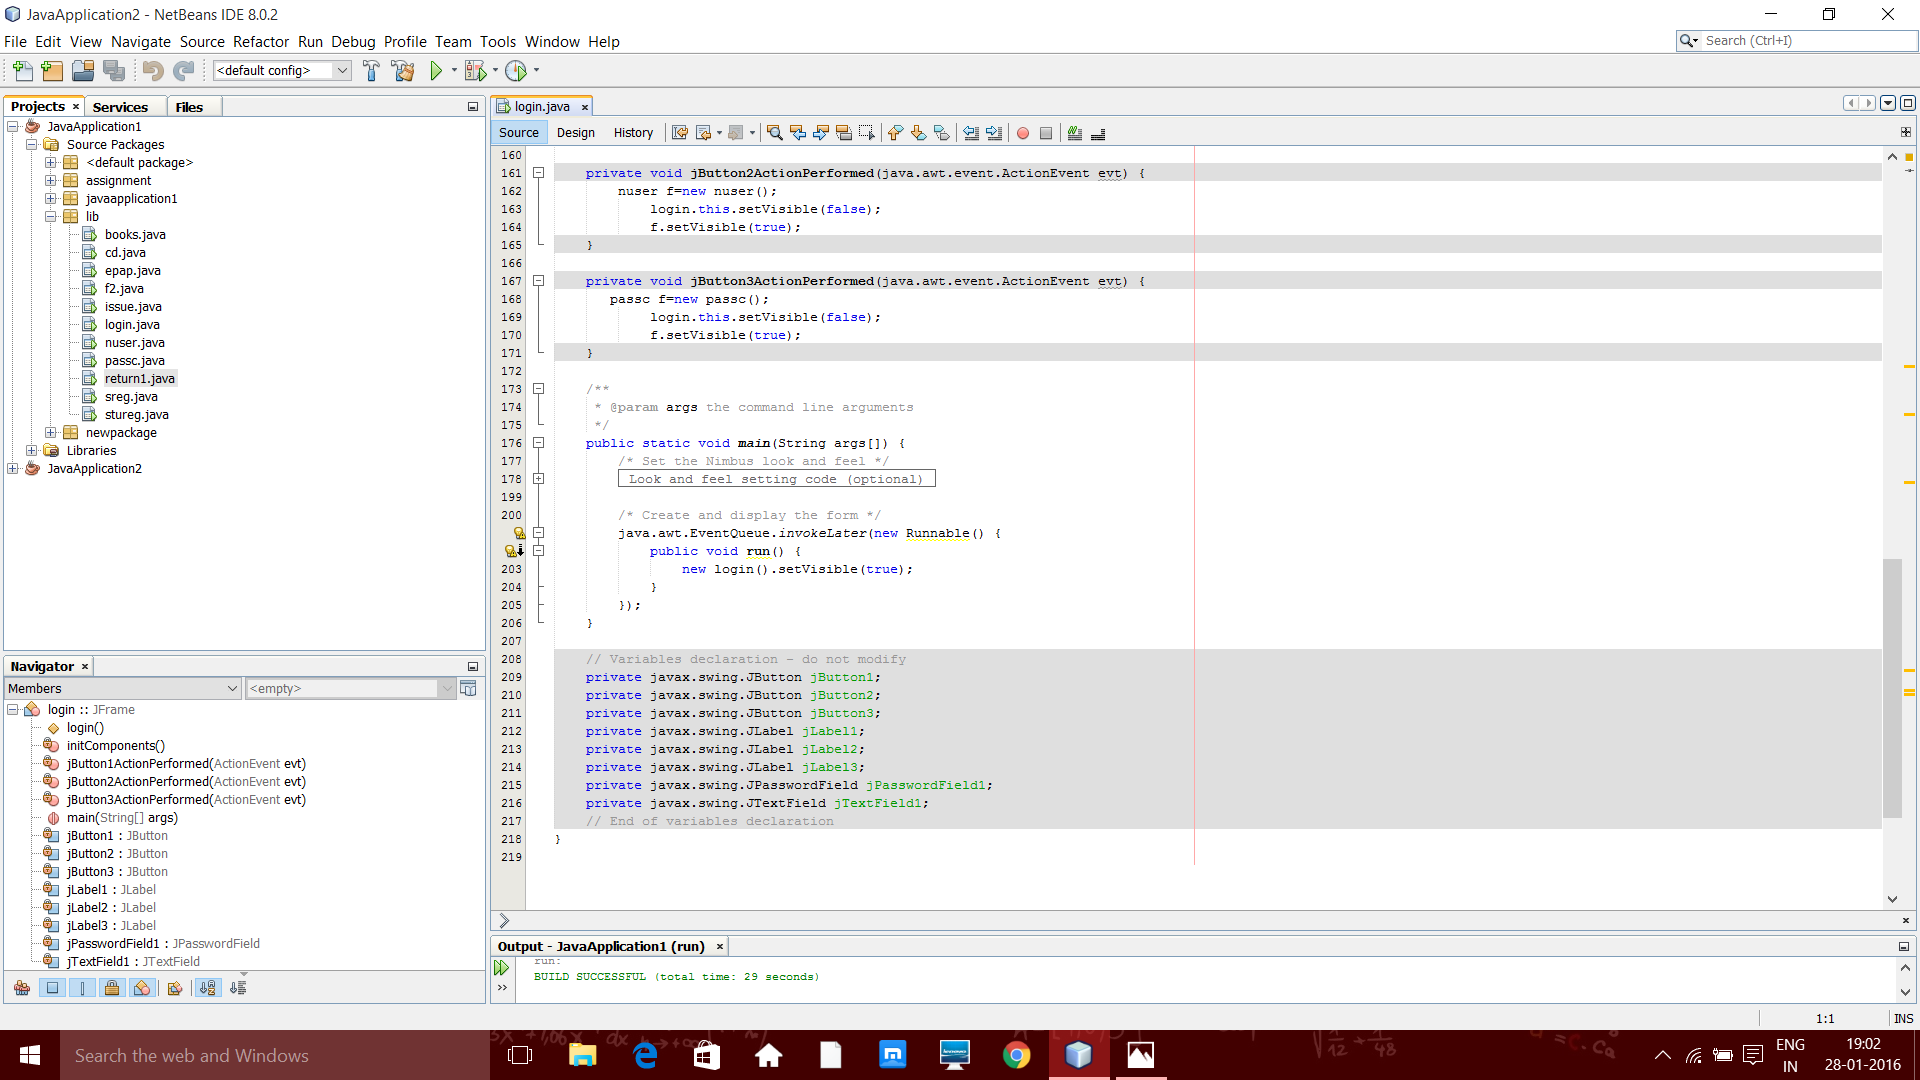 JavaApplication2 - NetBeans IDE 8.0.2
File Edit View Navigate Source Refactor Run Debug Profile Team Tools Window Help
Search (Ctrl+I)
<default config>
Projects
Services
Files
JavaApplication1
Source Packages
<default package>
assignment
javaapplication1
lib
books.java
cd.java
epap.java
f2.java
issue.java
login.java
nuser.java
passc.java
return1.java
sreg.java
stureg.java
newpackage
Libraries
JavaApplication2
Navigator
Members
<empty>
login :: JFrame
login()
initComponents()
jButton1ActionPerformed(ActionEvent evt)
jButton2ActionPerformed(ActionEvent evt)
jButton3ActionPerformed(ActionEvent evt)
main(String[] args)
jButton1 : JButton
jButton2 : JButton
jButton3 : JButton
jLabel1 : JLabel
jLabel2 : JLabel
jLabel3 : JLabel
jPasswordField1 : JPasswordField
jTextField1 : JTextField
login.java
Source Design History
160
161 private void jButton2ActionPerformed(java.awt.event.ActionEvent evt) {
162 nuser f=new nuser();
163 login.this.setVisible(false);
164 f.setVisible(true);
165 }
166
167 private void jButton3ActionPerformed(java.awt.event.ActionEvent evt) {
168 passc f=new passc();
169 login.this.setVisible(false);
170 f.setVisible(true);
171 }
172
173 /**
174 * @param args the command line arguments
175 */
176 public static void main(String args[]) {
177 /* Set the Nimbus look and feel */
178 Look and feel setting code (optional)
199
200 /* Create and display the form */
java.awt.EventQueue.invokeLater(new Runnable() {
public void run() {
203 new login().setVisible(true);
204 }
205 });
206 }
207
208 // Variables declaration - do not modify
209 private javax.swing.JButton jButton1;
210 private javax.swing.JButton jButton2;
211 private javax.swing.JButton jButton3;
212 private javax.swing.JLabel jLabel1;
213 private javax.swing.JLabel jLabel2;
214 private javax.swing.JLabel jLabel3;
215 private javax.swing.JPasswordField jPasswordField1;
216 private javax.swing.JTextField jTextField1;
217 // End of variables declaration
218 }
219
Output - JavaApplication1 (run)
run:
BUILD SUCCESSFUL (total time: 29 seconds)
1:1
INS
Search the web and Windows
ENG
IN
19:02
28-01-2016